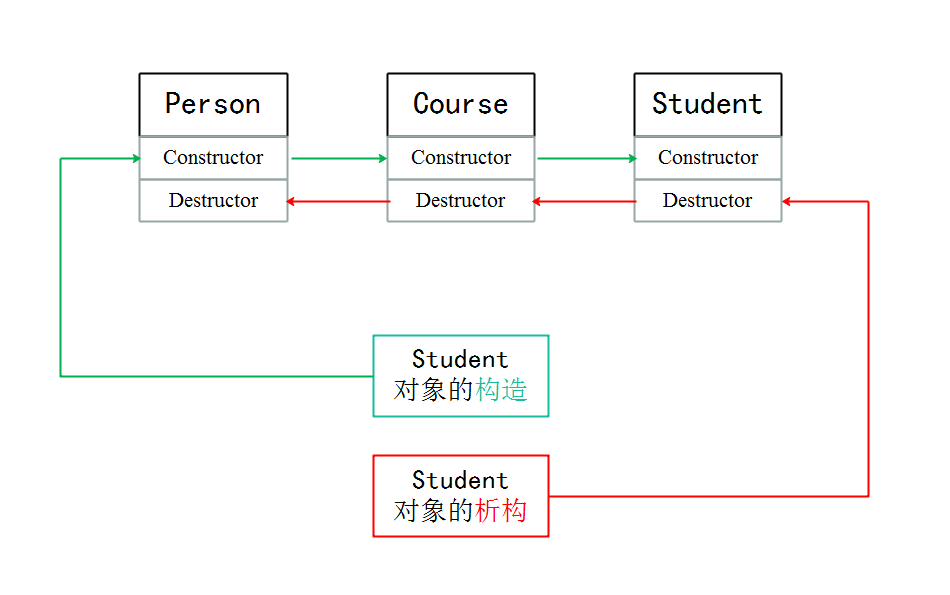 Person
Course
Student
Constructor
Constructor
Constructor
Destructor
Destructor
Destructor
Student
对象的构造
Student
对象的析构